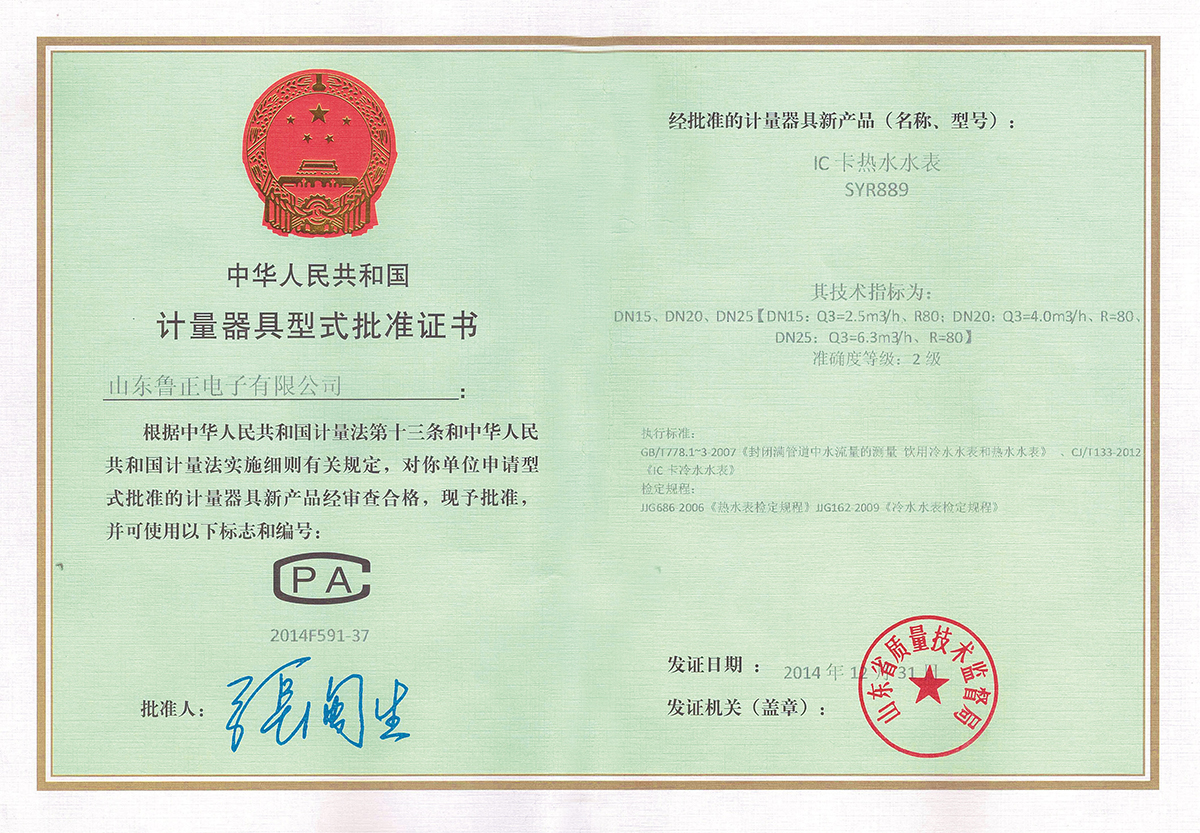 中华人民共和国
计量器具型式批准证书
山东鲁正电子有限公司：
根据中华人民共和国计量法第十三条和中华人民
共和国计量法实施细则有关规定，对你单位申请型
式批准的计量器具新产品经审查合格，现予批准，
并可使用以下标志和编号：
CPA
2014F591-37
批准人：
经批准的计量器具新产品（名称、型号）：
IC 卡热水水表
SYR889
其技术指标为：
DN15、DN20、DN25【DN15：Q3=2.5m3/h、R80；DN20：Q3=4.0m3/h、R=80、
DN25：Q3=6.3m3/h、R=80】
准确度等级：2 级
执行标准：
GB/T778.1~3-2007《封闭满管道中水流量的测量 饮用冷水水表和热水水表》、CJ/T133-2012
《IC 卡冷水水表》
检定规程：
JJG686-2006《热水表检定规程》JJG162-2009《冷水水表检定规程》
发证日期：2014 年 12 月 31 日
发证机关（盖章）：
山东省质量技术监督局